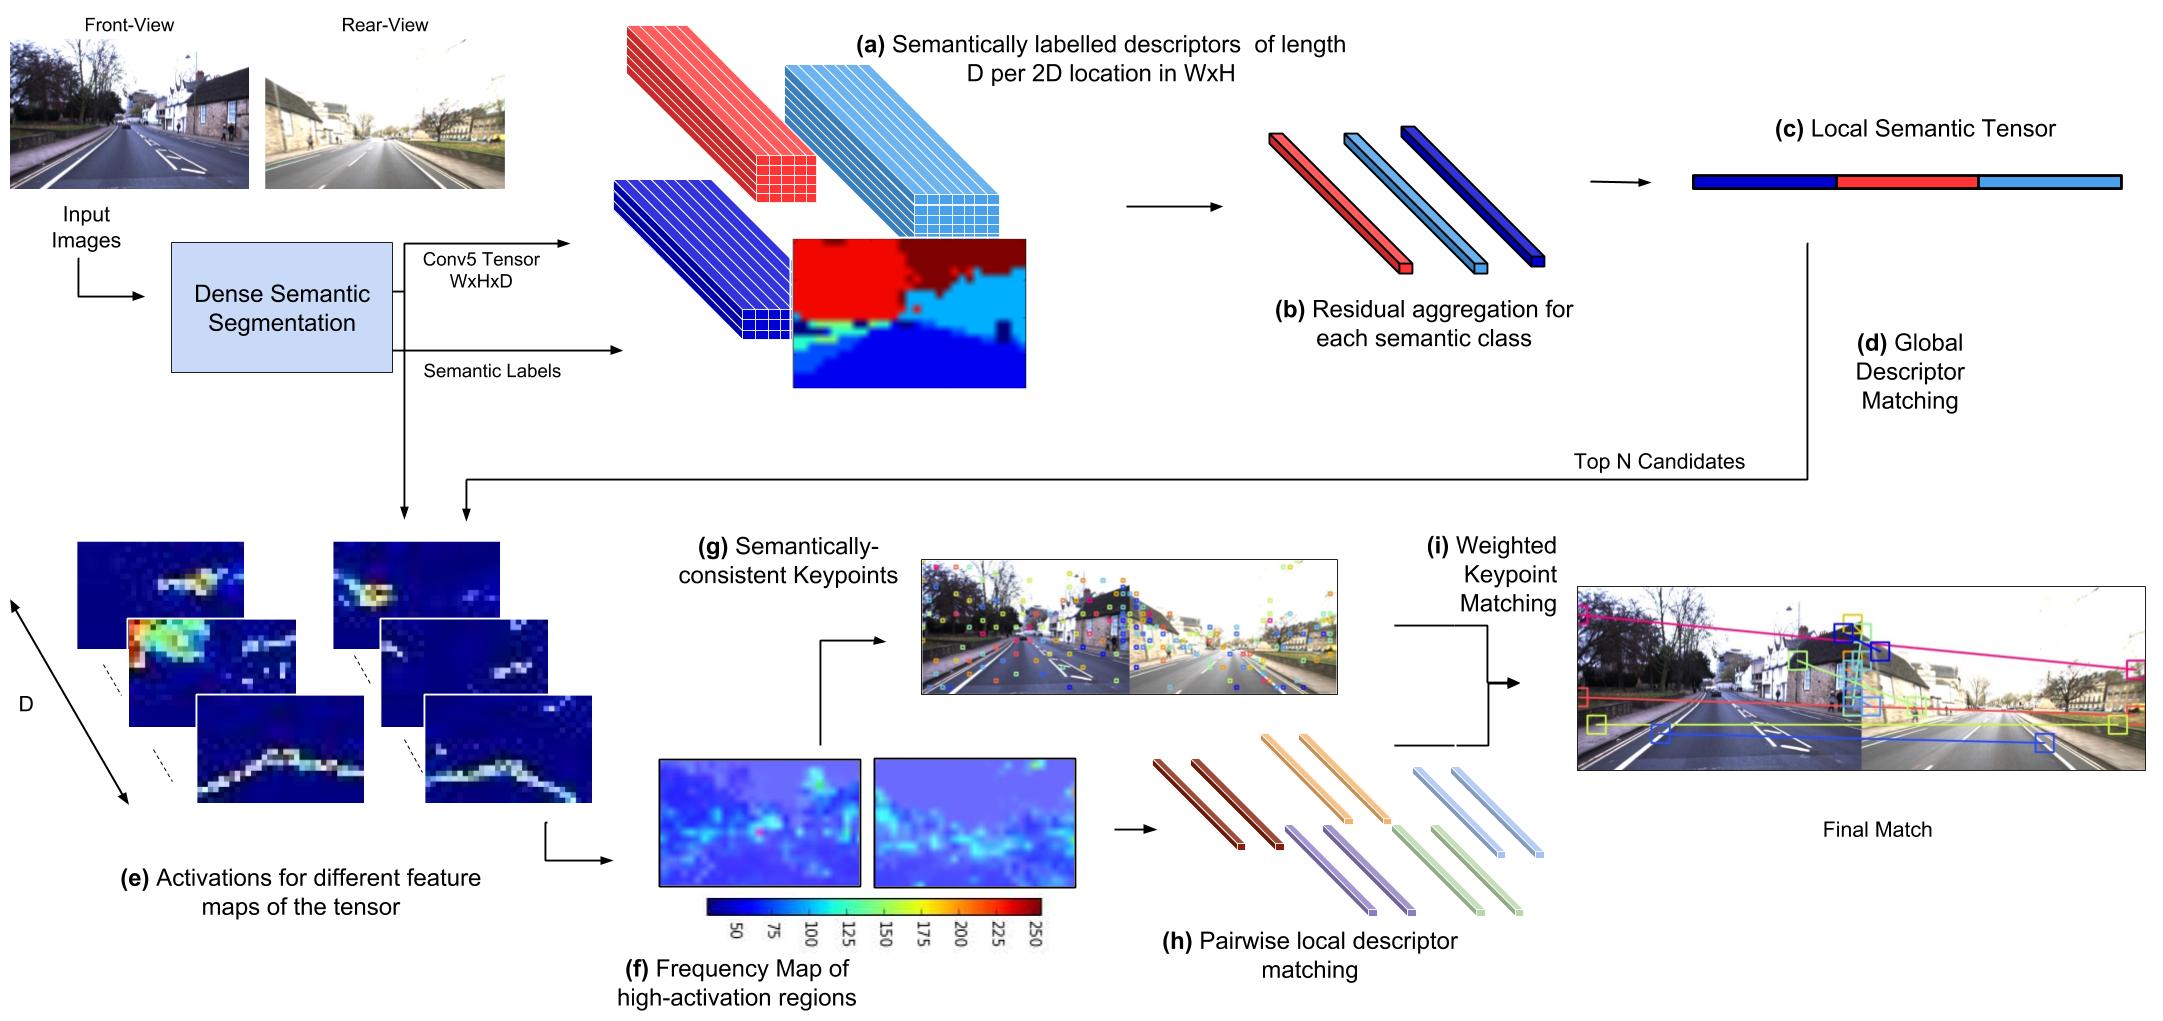 Front-View
Rear-View
(a) Semantically labelled descriptors of length
D per 2D location in WxH
(c) Local Semantic Tensor
Input
Images
Dense Semantic
Segmentation
Conv5 Tensor
WxHxD
Semantic Labels
(b) Residual aggregation for
each semantic class
(d) Global
Descriptor
Matching
Top N Candidates
(g) Semantically-
consistent Keypoints
(i) Weighted
Keypoint
Matching
D
Final Match
(e) Activations for different feature
maps of the tensor
50 75 100 125 150 175 200 225 250
(f) Frequency Map of
high-activation regions
(h) Pairwise local descriptor
matching